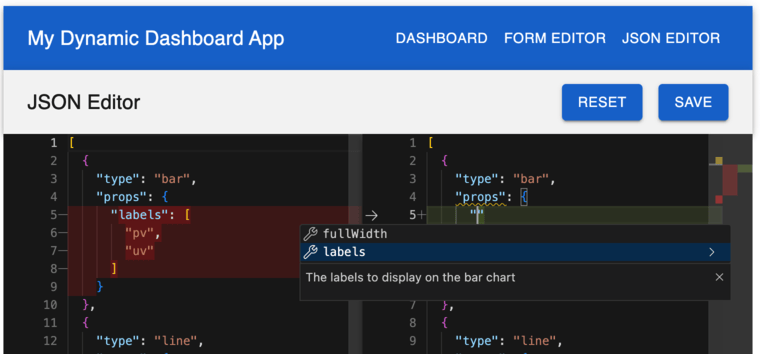 My Dynamic Dashboard App
DASHBOARD FORM EDITOR JSON EDITOR
JSON Editor
RESET SAVE
1 [
2 {
3 "type": "bar",
4 "props": {
5− "labels": [
6− "pv",
7− "uv"
8− ]
9 }
10 },
11 {
12 "type": "line",
1 [
2 {
3 "type": "bar",
4 "props": {
5+ ""
fullWidth
labels
The labels to display on the bar chart
7 },
8 {
9 "type": "line",